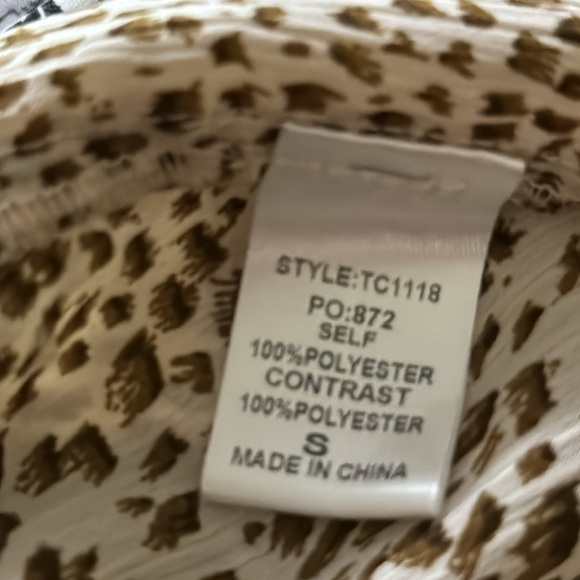 STYLE:TC1118
PO:872
SELF
100%POLYESTER
CONTRAST
100%POLYESTER
S
MADE IN CHINA